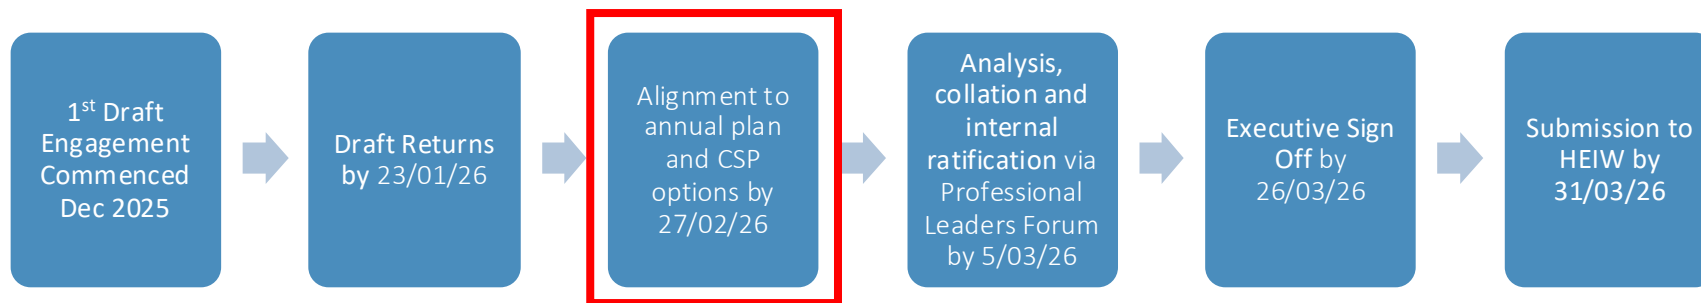 1st Draft
Engagement
Commenced
Dec 2025
Draft Returns
by 23/01/26
Alignment to
annual plan
and CSP
options by
27/02/26
Analysis,
collation and
internal
ratification via
Professional
Leaders Forum
by 5/03/26
Executive Sign
Off by
26/03/26
Submission to
HEIW by
31/03/26